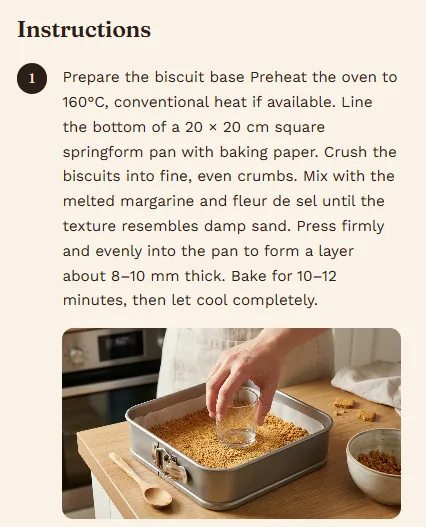 Instructions
1
Prepare the biscuit base Preheat the oven to
160°C, conventional heat if available. Line
the bottom of a 20 × 20 cm square
springform pan with baking paper. Crush the
biscuits into fine, even crumbs. Mix with the
melted margarine and fleur de sel until the
texture resembles damp sand. Press firmly
and evenly into the pan to form a layer
about 8–10 mm thick. Bake for 10–12
minutes, then let cool completely.